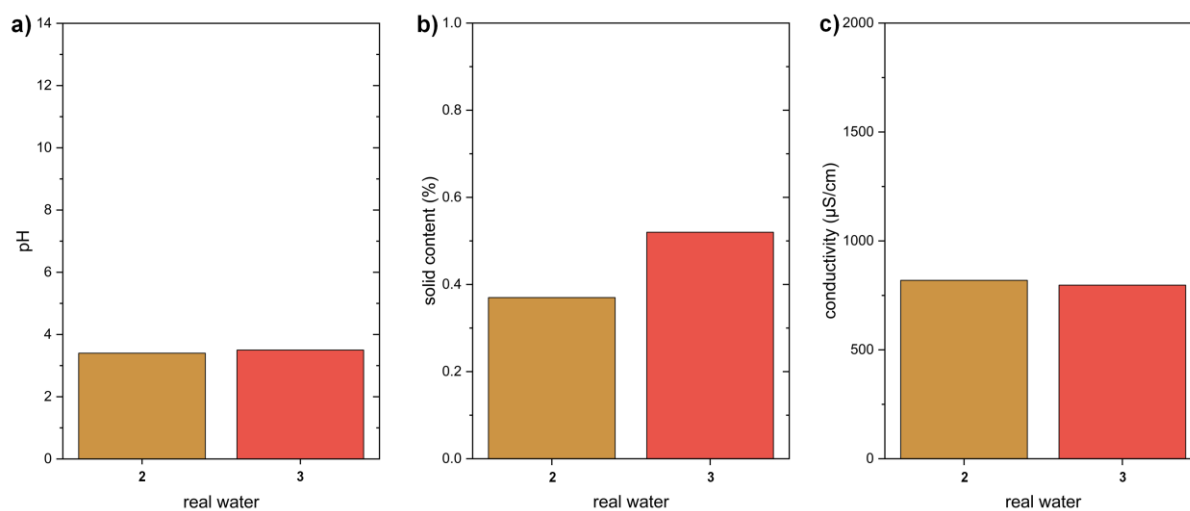 a)
14
12
10
8
6
4
2
0
pH
2
3
real water
b)
1.0
0.8
0.6
0.4
0.2
0.0
solid content (%)
2
3
real water
c)
2000
1500
1000
500
0
conductivity (µS/cm)
2
3
real water